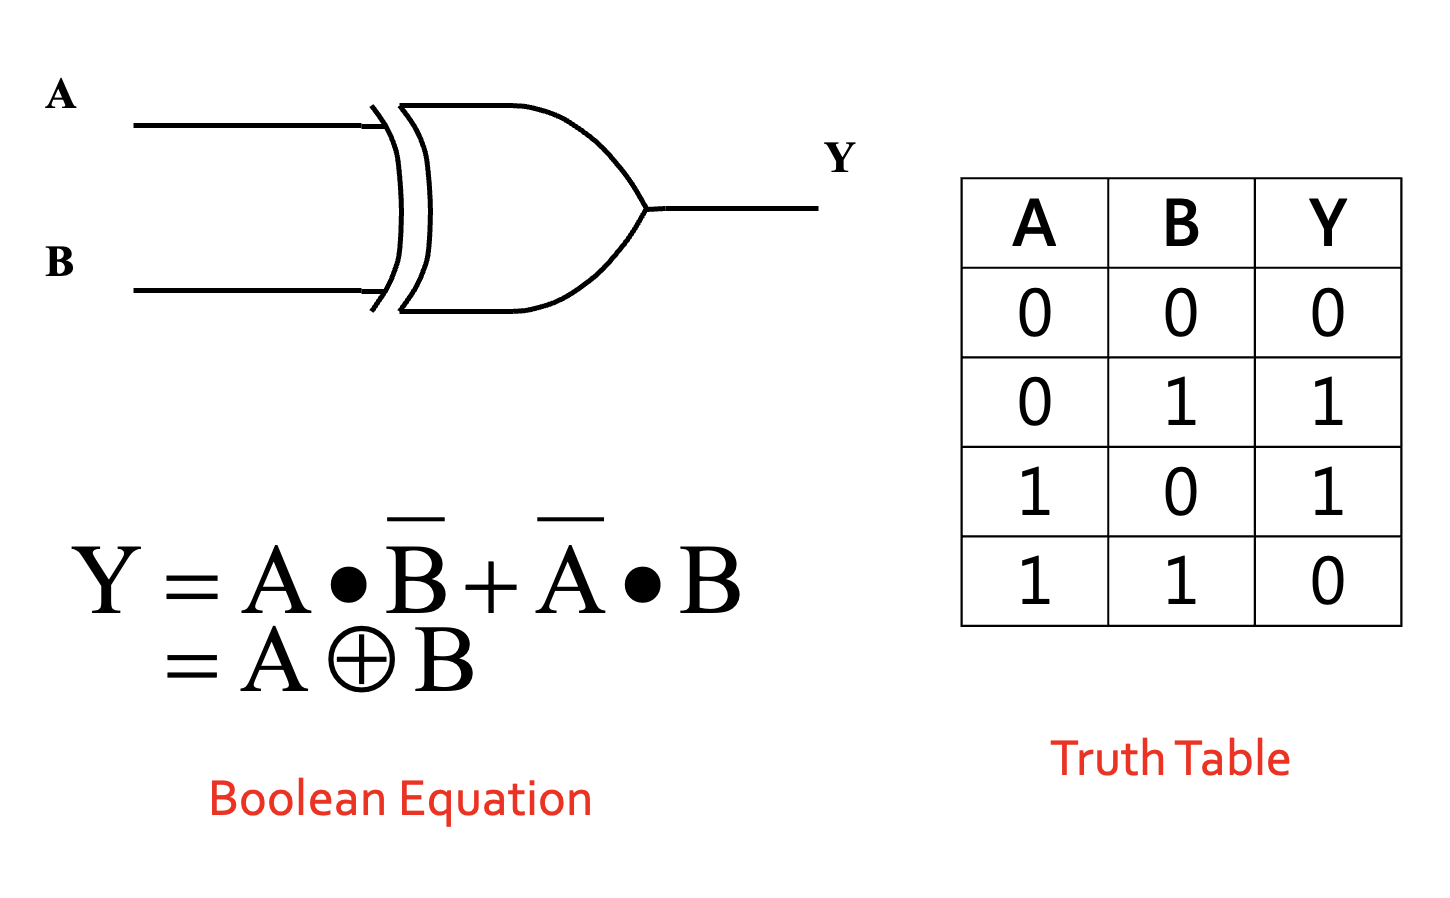 A
B
Y
Y = A • B̅ + A̅ • B
= A ⊕ B
Boolean Equation
A B Y
0 0 0
0 1 1
1 0 1
1 1 0
Truth Table